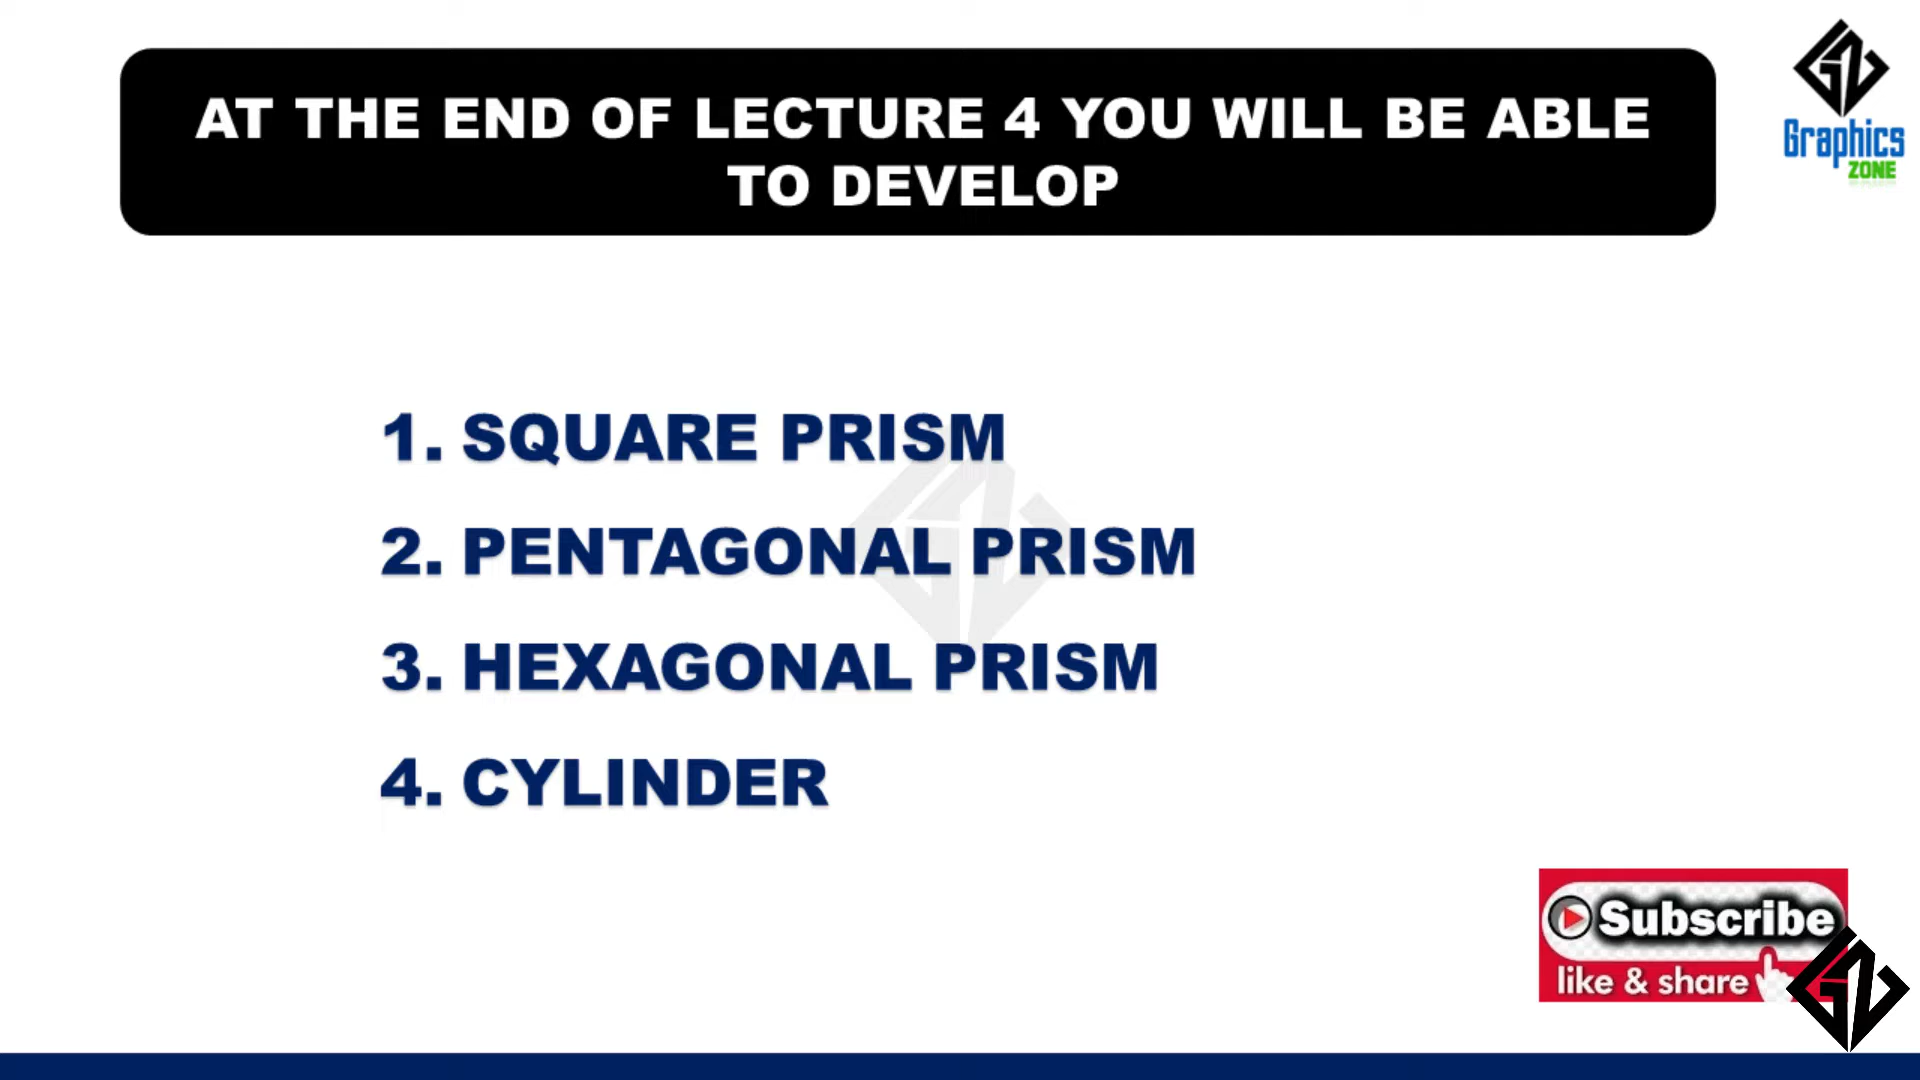 AT THE END OF LECTURE 4 YOU WILL BE ABLE
TO DEVELOP
Graphics
ZONE
1. SQUARE PRISM
2. PENTAGONAL PRISM
3. HEXAGONAL PRISM
4. CYLINDER
Subscribe
like & share